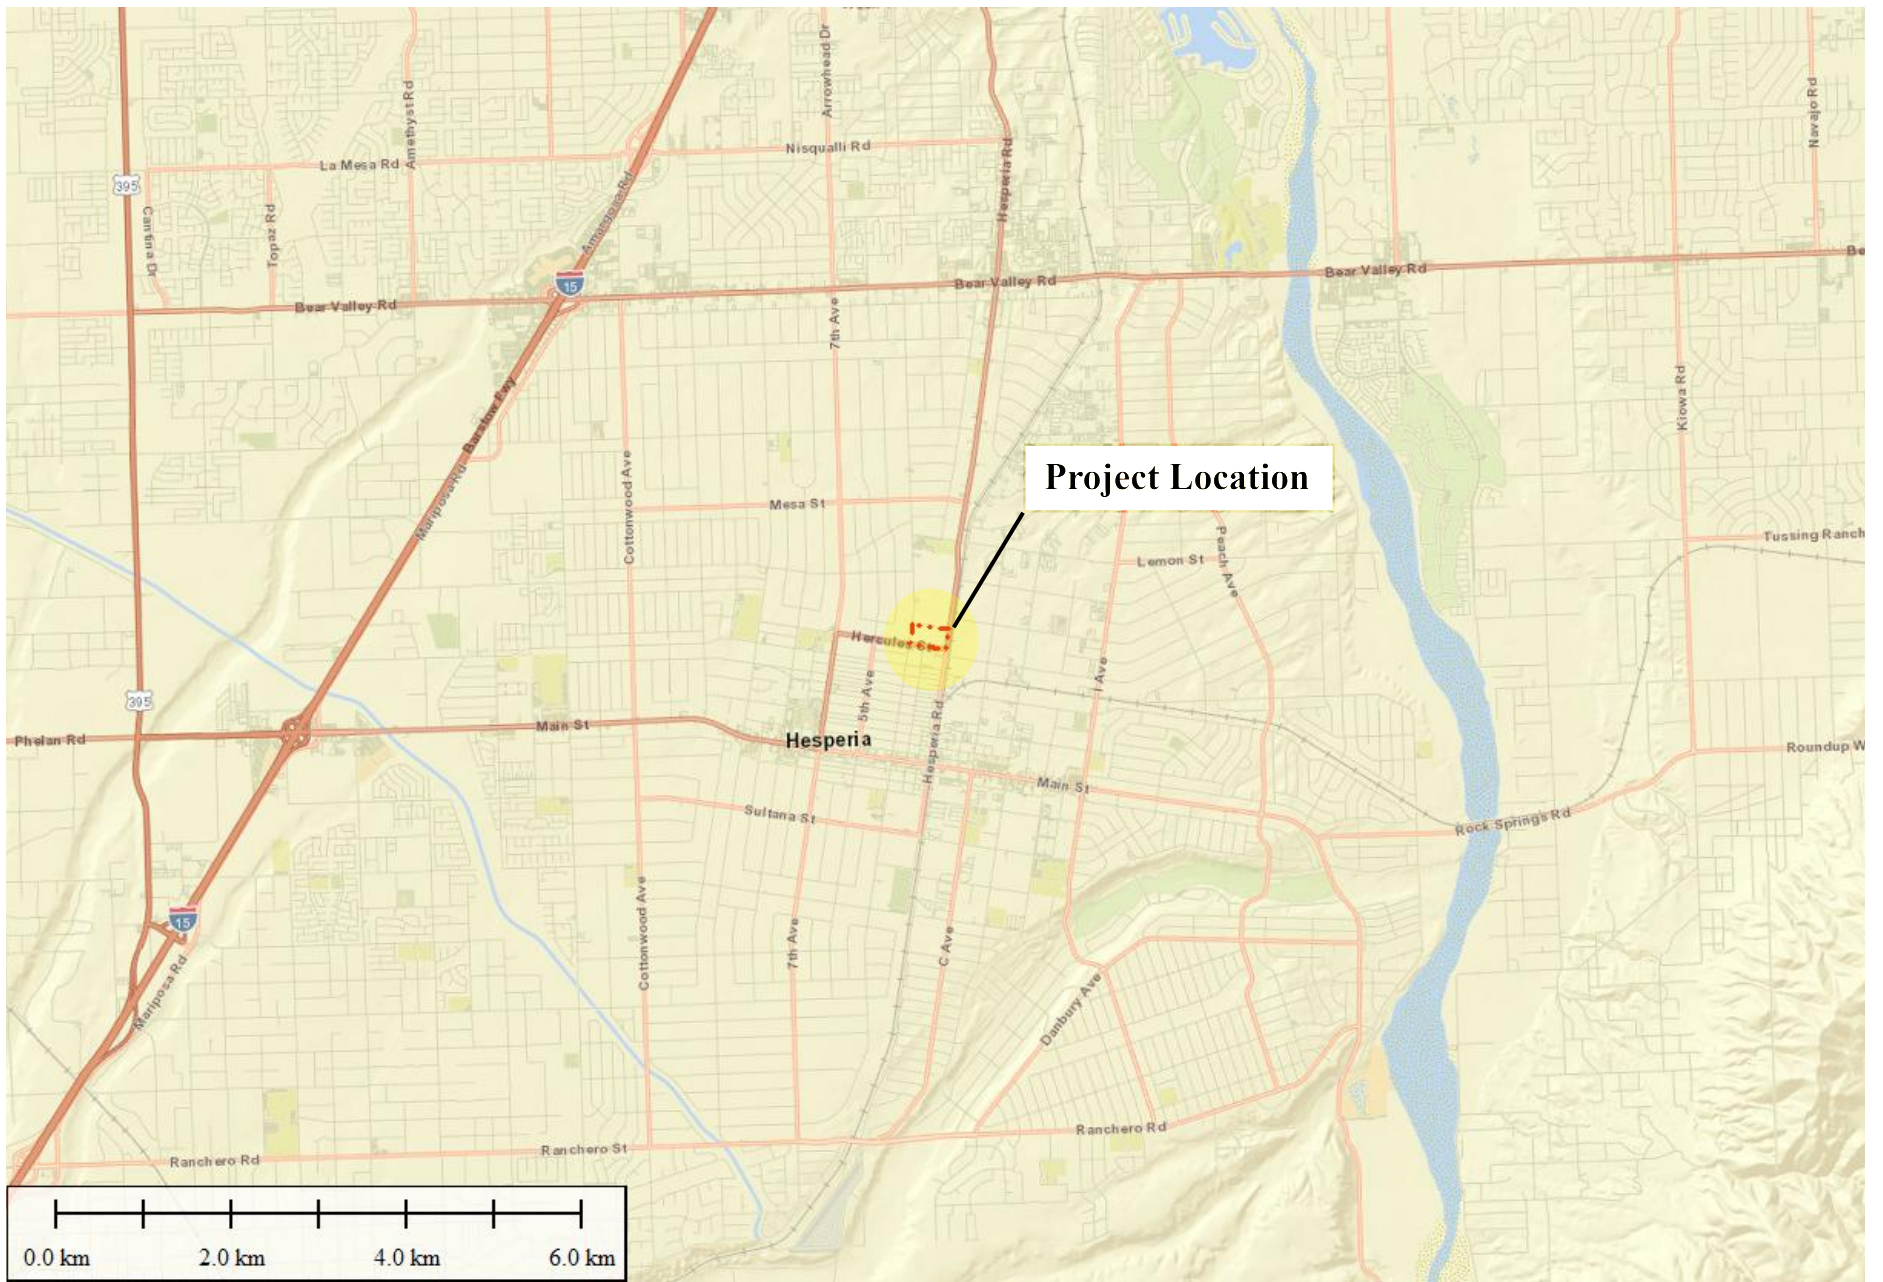 Arrowhead Dr
Amethyst Rd
Navajo Rd
Nisqualli Rd
La Mesa Rd
Hesperia Rd
395
Amargosa Rd
Cantina Dr
Topaz Rd
Be
Bear Valley Rd
15
Bear Valley Rd
Bear Valley Rd
7th Ave
Kiowa Rd
Barstow Fwy
Project Location
Mariposa Rd
Cottonwood Ave
Mesa St
Peach Ave
Tussing Ranch
Lemon St
Hercules St
I Ave
5th Ave
395
Hesperia Rd
Main St
Phelan Rd
Hesperia
Roundup W
Main St
Sultana St
Rock Springs Rd
15
Cottonwood Ave
7th Ave
C Ave
Mariposa Rd
Danbury Ave
Ranchero Rd
Ranchero St
Ranchero Rd
0.0 km 2.0 km 4.0 km 6.0 km